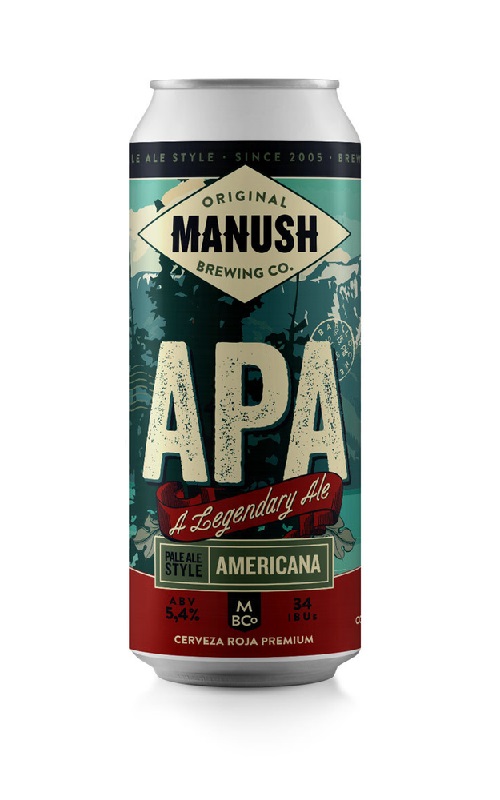 LE ALE STYLE · SINCE 2005 · BREW
ORIGINAL
MANUSH
BREWING CO.
APA
A Legendary Ale
PALE ALE
STYLE
AMERICANA
ABV
5,4%
M
BCo
34
IBUs
CERVEZA ROJA PREMIUM